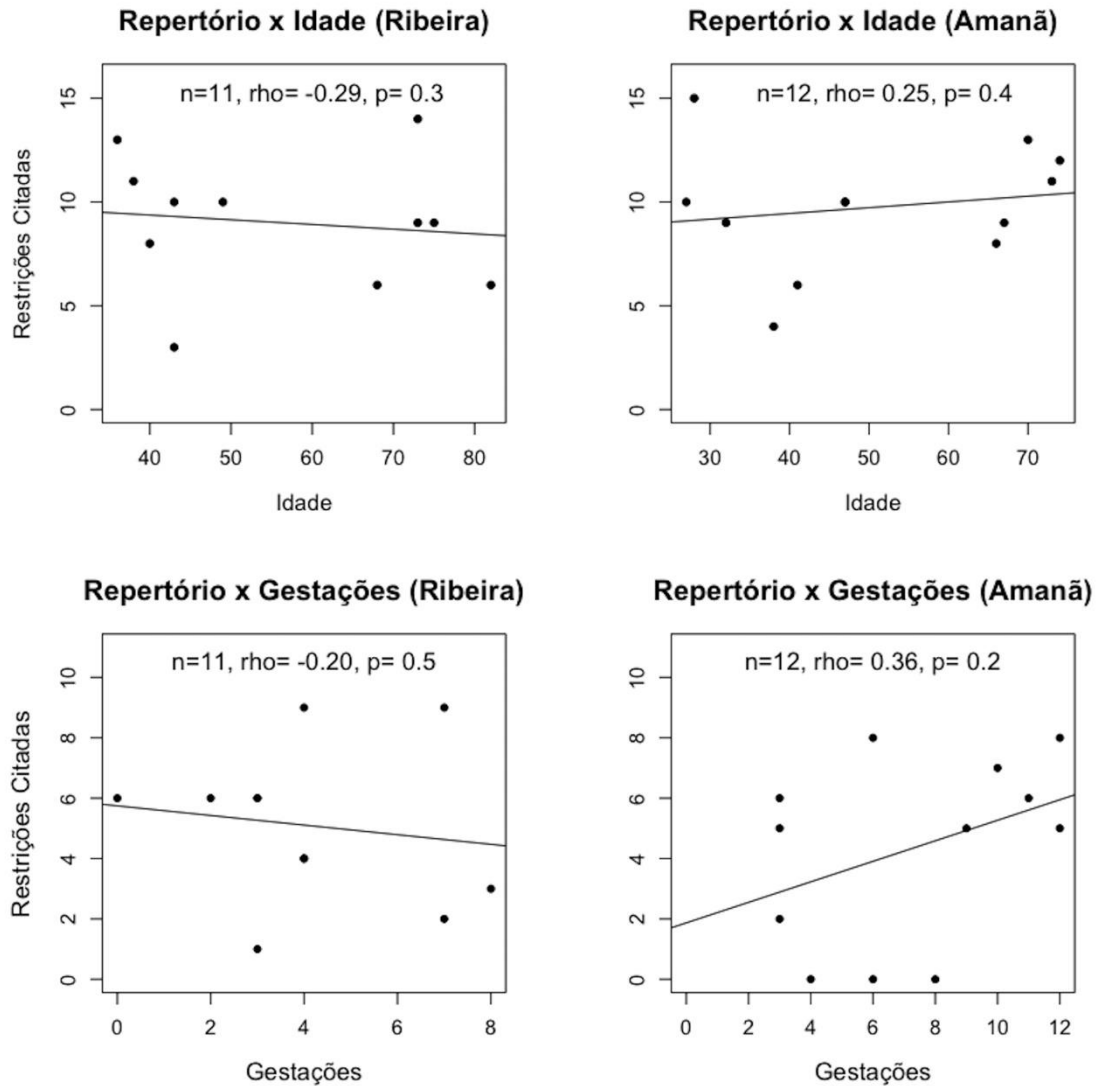 Repertório x Idade (Ribeira)
n=11, rho= -0.29, p= 0.3
Restrições Citadas
15
10
5
0
40 50 60 70 80
Idade
Repertório x Idade (Amanã)
n=12, rho= 0.25, p= 0.4
15
10
5
0
30 40 50 60 70
Idade
Repertório x Gestações (Ribeira)
n=11, rho= -0.20, p= 0.5
Restrições Citadas
10
8
6
4
2
0
0 2 4 6 8
Gestações
Repertório x Gestações (Amanã)
n=12, rho= 0.36, p= 0.2
10
8
6
4
2
0
0 2 4 6 8 10 12
Gestações